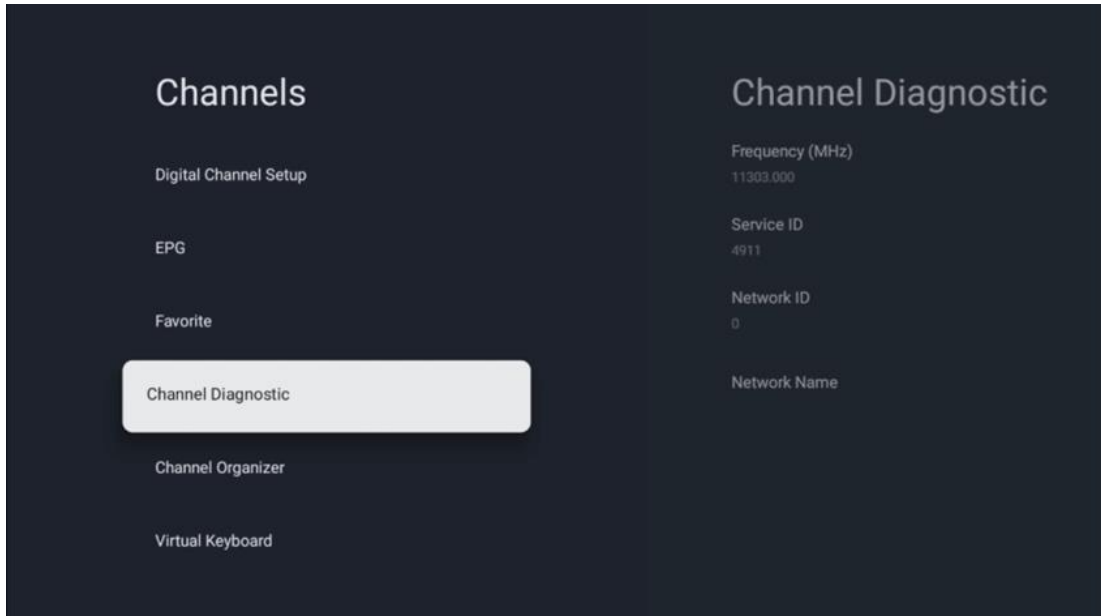 Channels
Digital Channel Setup
EPG
Favorite
Channel Diagnostic
Channel Organizer
Virtual Keyboard
Channel Diagnostic
Frequency (MHz)
11303.000
Service ID
4911
Network ID
0
Network Name